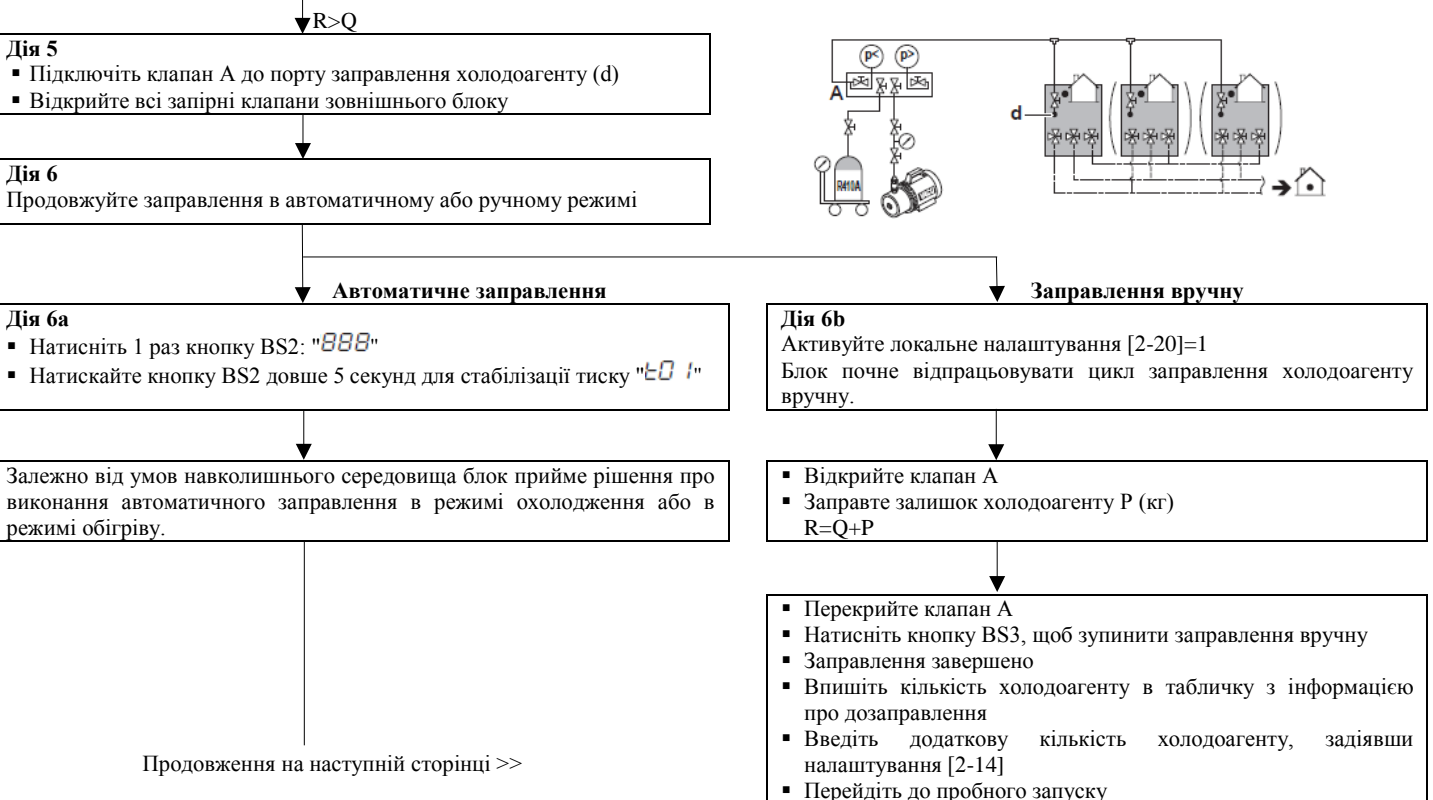 R>Q
Дія 5
▪ Підключіть клапан A до порту заправлення холодоагенту (d)
▪ Відкрийте всі запірні клапани зовнішнього блоку
p<
p>
A
R410A
d
Дія 6
Продовжуйте заправлення в автоматичному або ручному режимі
Автоматичне заправлення
Дія 6a
▪ Натисніть 1 раз кнопку BS2: "888"
▪ Натискайте кнопку BS2 довше 5 секунд для стабілізації тиску "t01"
Залежно від умов навколишнього середовища блок прийме рішення про
виконання автоматичного заправлення в режимі охолодження або в
режимі обігріву.
Продовження на наступній сторінці >>
Заправлення вручну
Дія 6b
Активуйте локальне налаштування [2-20]=1
Блок почне відпрацьовувати цикл заправлення холодоагенту
вручну.
▪ Відкрийте клапан A
▪ Заправте залишок холодоагенту P (кг)
R=Q+P
▪ Перекрийте клапан A
▪ Натисніть кнопку BS3, щоб зупинити заправлення вручну
▪ Заправлення завершено
▪ Впишіть кількість холодоагенту в табличку з інформацією
про дозаправлення
▪ Введіть додаткову кількість холодоагенту, задіявши
налаштування [2-14]
▪ Перейдіть до пробного запуску